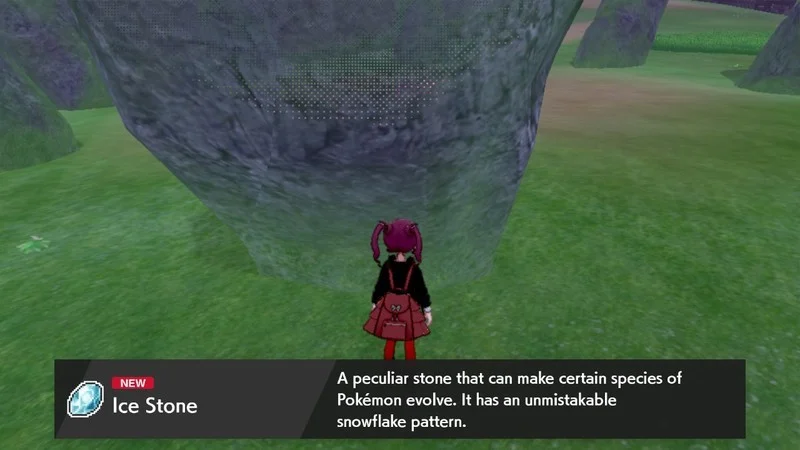 NEW
Ice Stone
A peculiar stone that can make certain species of
Pokémon evolve. It has an unmistakable
snowflake pattern.